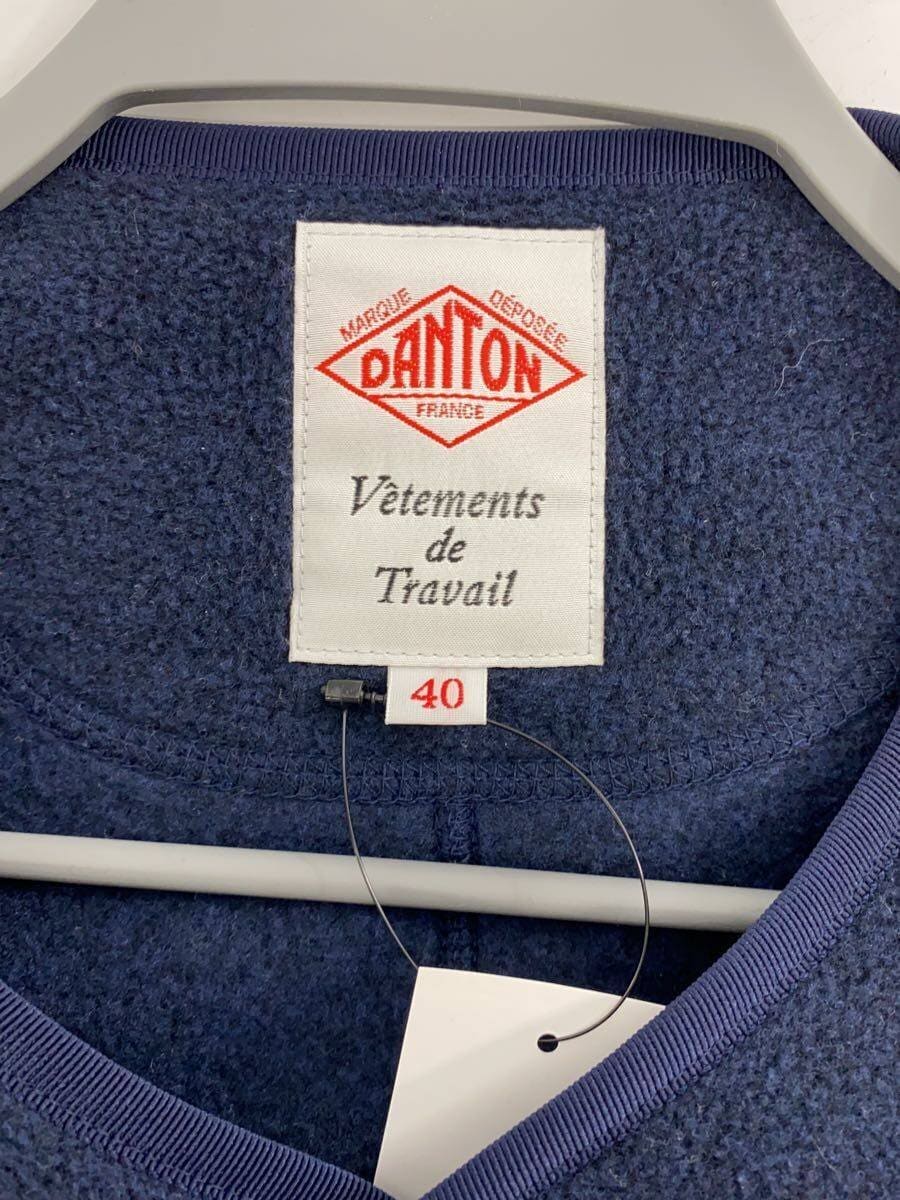 MARQUE DÉPOSÉE
DANTON
FRANCE
Vêtements
de
Travail
40